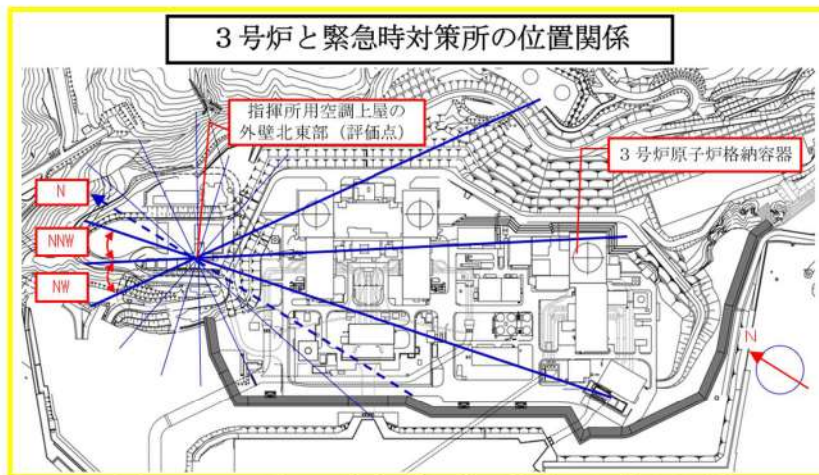 3号炉と緊急時対策所の位置関係
指揮所用空調上屋の
外壁北東部(評価点)
3号炉原子炉格納容器
N
NNW
NW
N